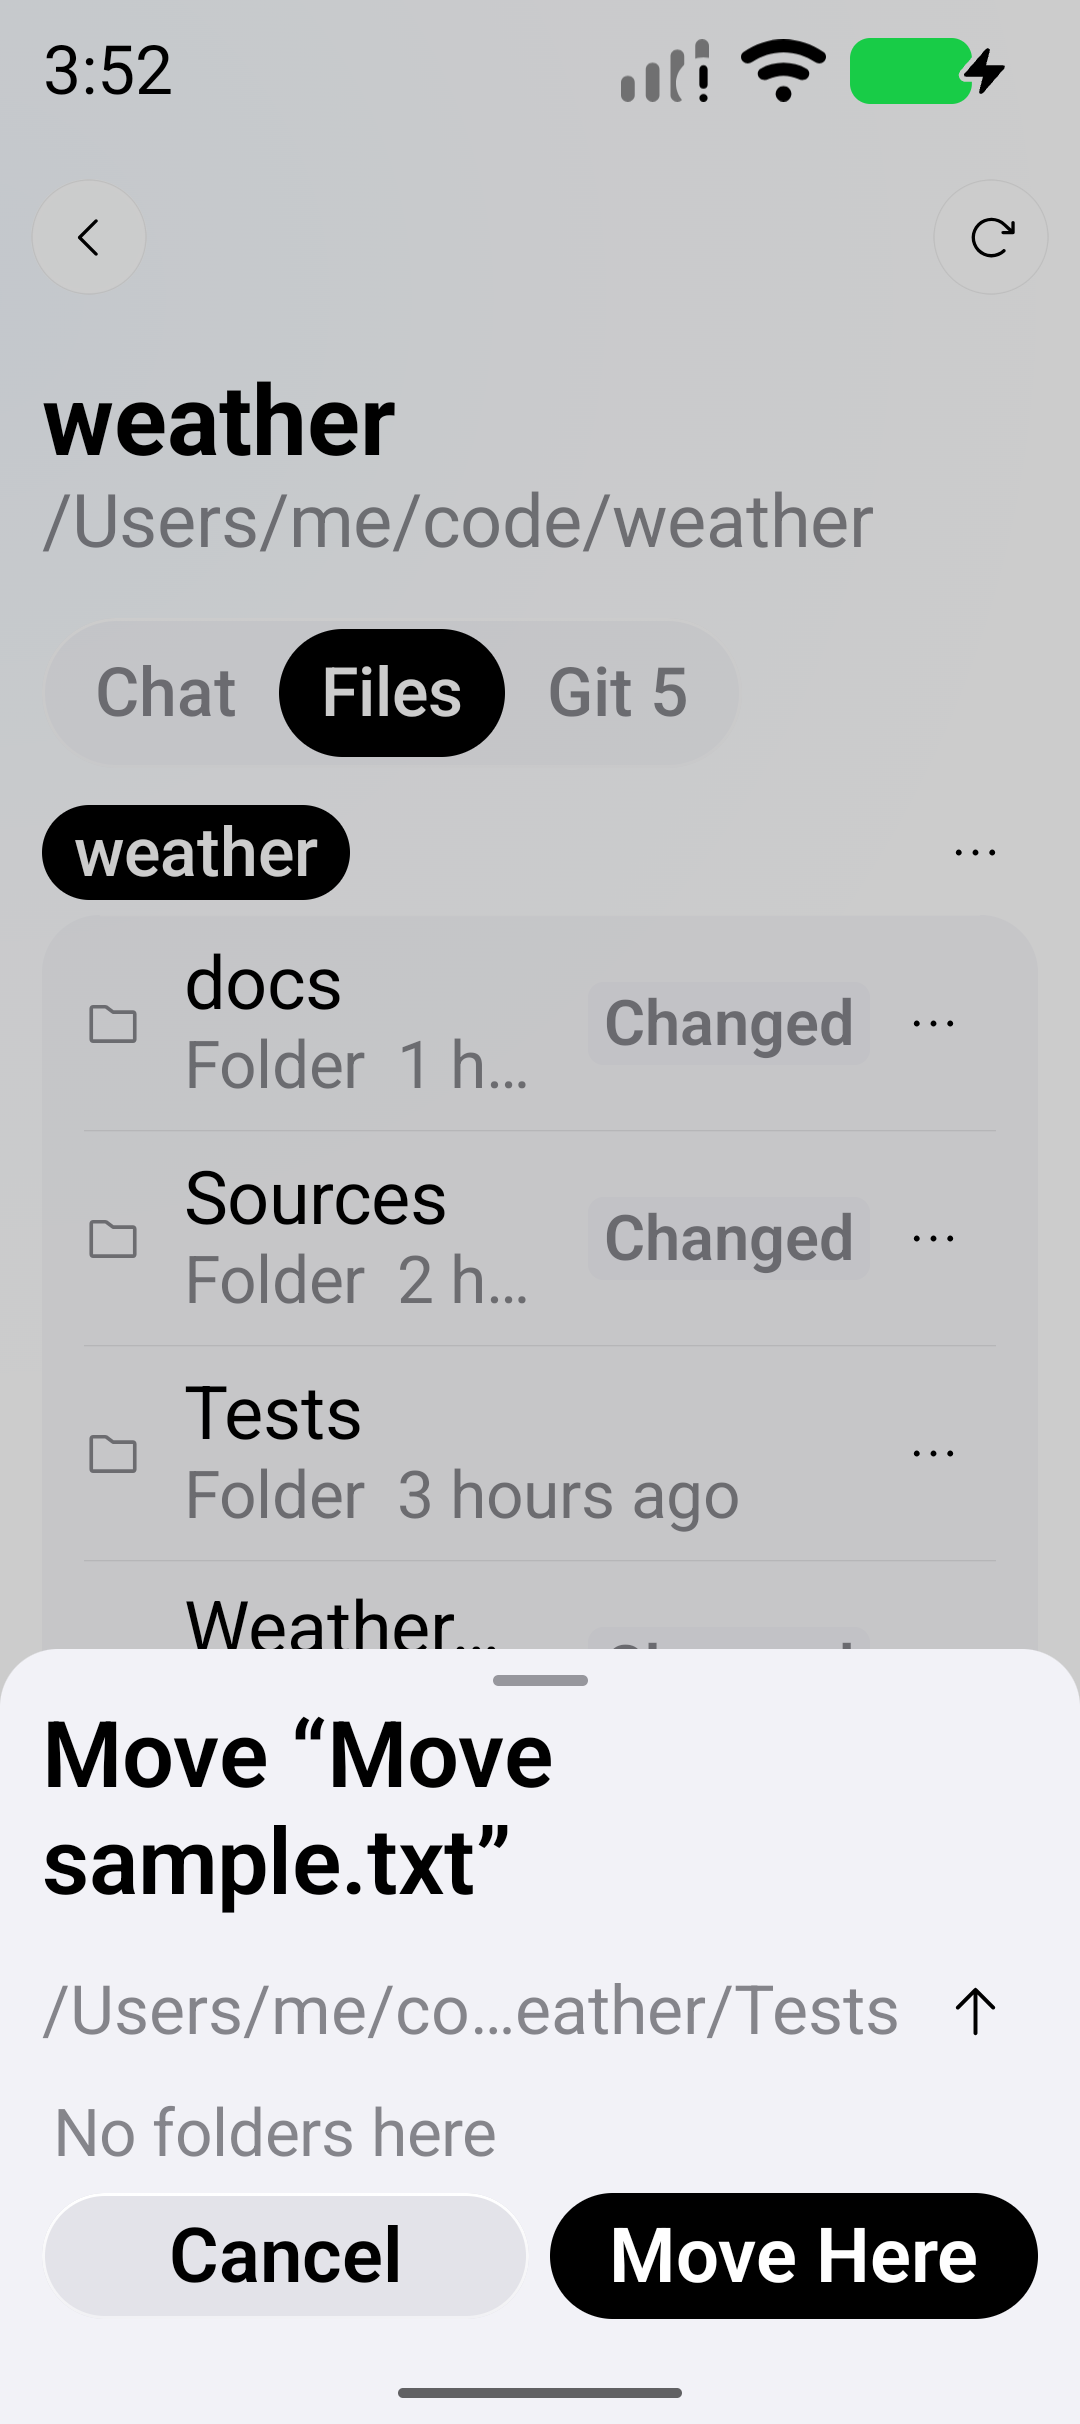 3:52
weather
/Users/me/code/weather
Chat Files Git 5
weather
docs
Folder 1 h...
Changed
Sources
Folder 2 h...
Changed
Tests
Folder 3 hours ago
Weather...
Changed
Move “Move
sample.txt”
/Users/me/co...eather/Tests
No folders here
Cancel Move Here